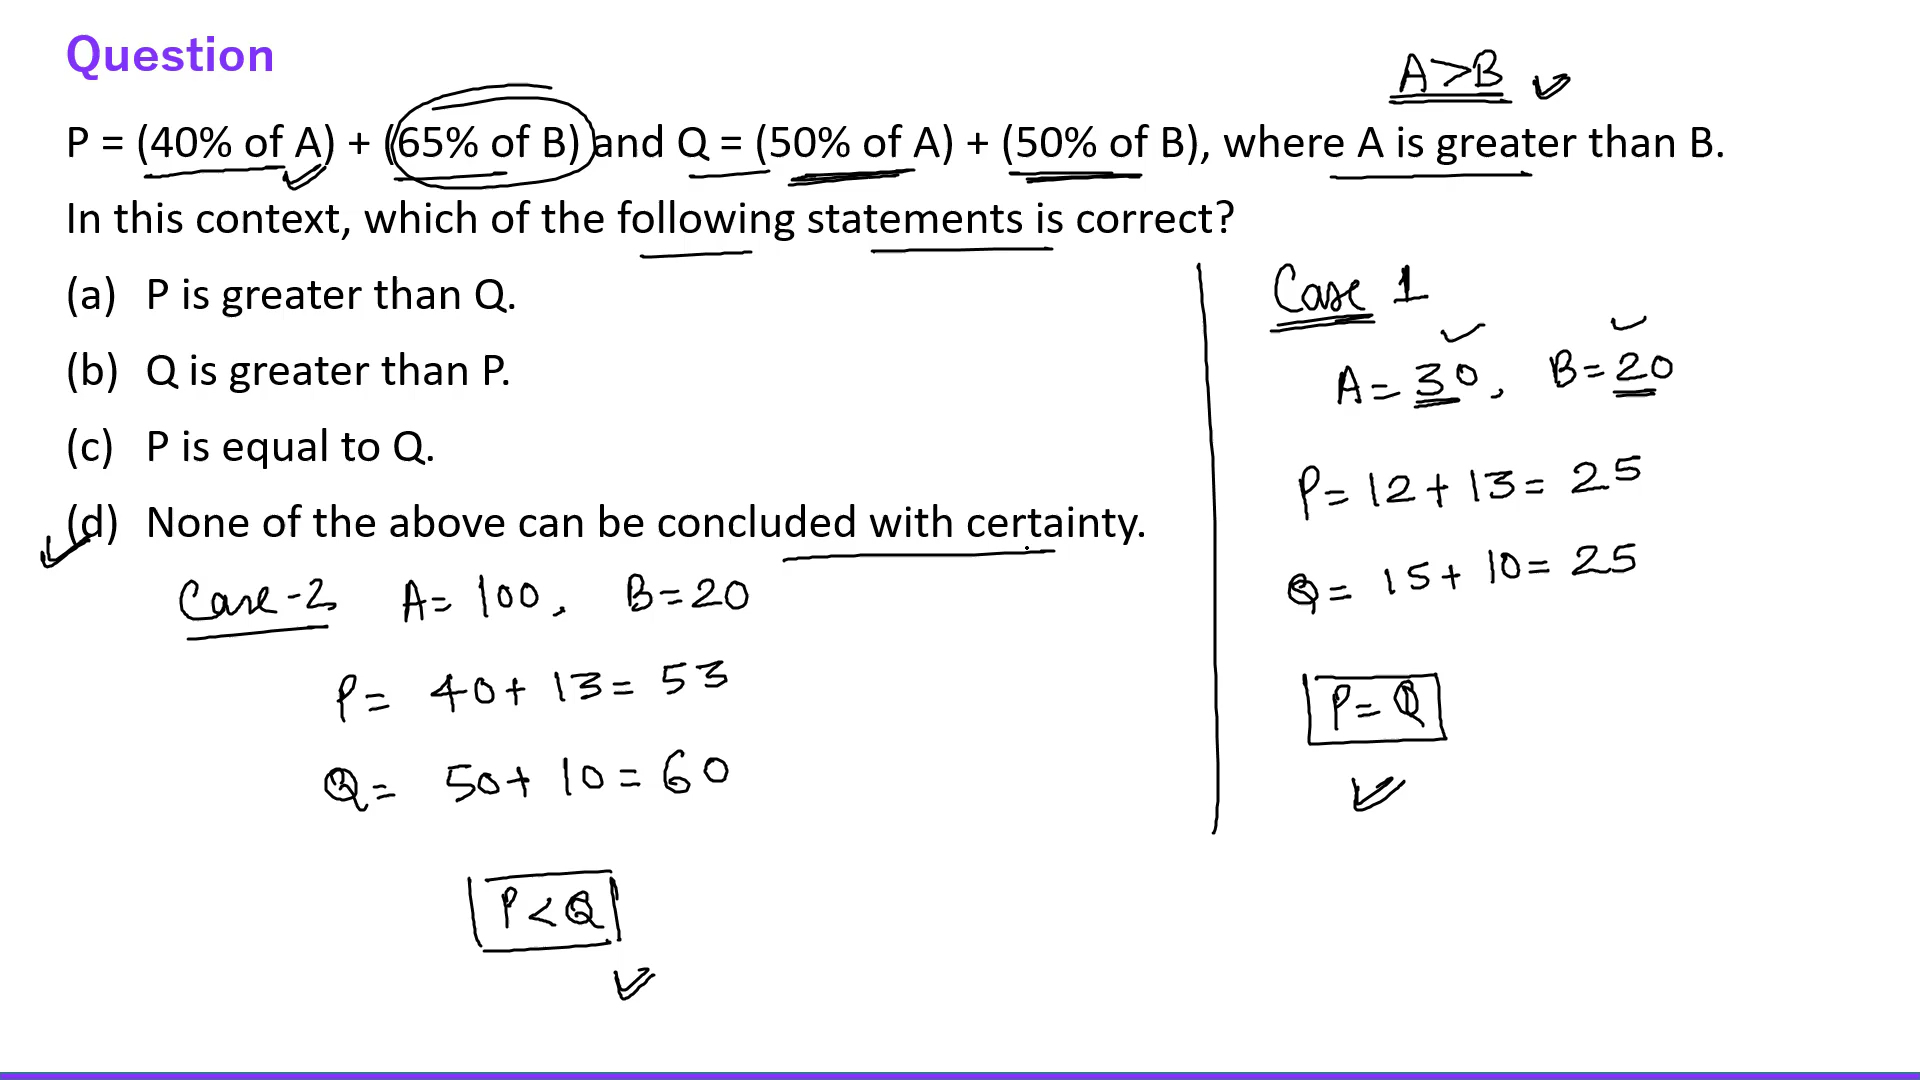 Question
A>B
P = (40% of A) + (65% of B) and Q = (50% of A) + (50% of B), where A is greater than B.
In this context, which of the following statements is correct?
(a) P is greater than Q.
(b) Q is greater than P.
(c) P is equal to Q.
(d) None of the above can be concluded with certainty.
Case 1
A = 30, B = 20
P = 12 + 13 = 25
Q = 15 + 10 = 25
P = Q
Case-2 A = 100, B = 20
P = 40 + 13 = 53
Q = 50 + 10 = 60
P < Q